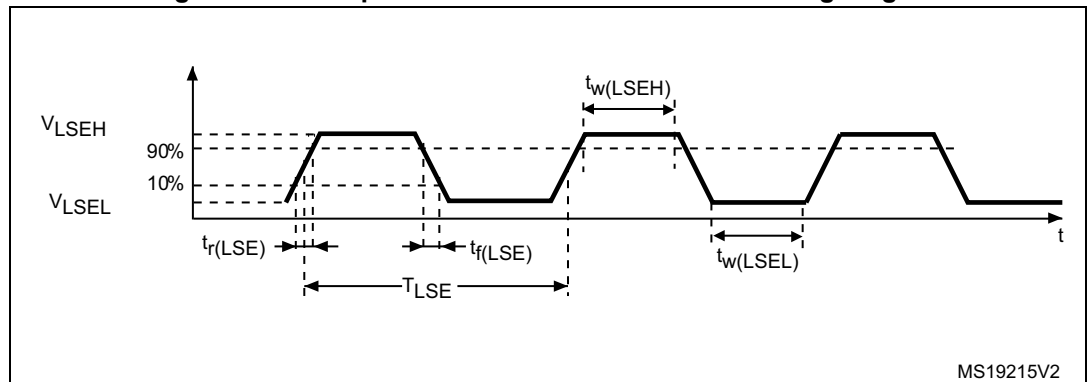 tw(LSEH)
VLSEH
90%
10%
VLSEL
tr(LSE)
tf(LSE)
tw(LSEL)
t
TLSE
MS19215V2